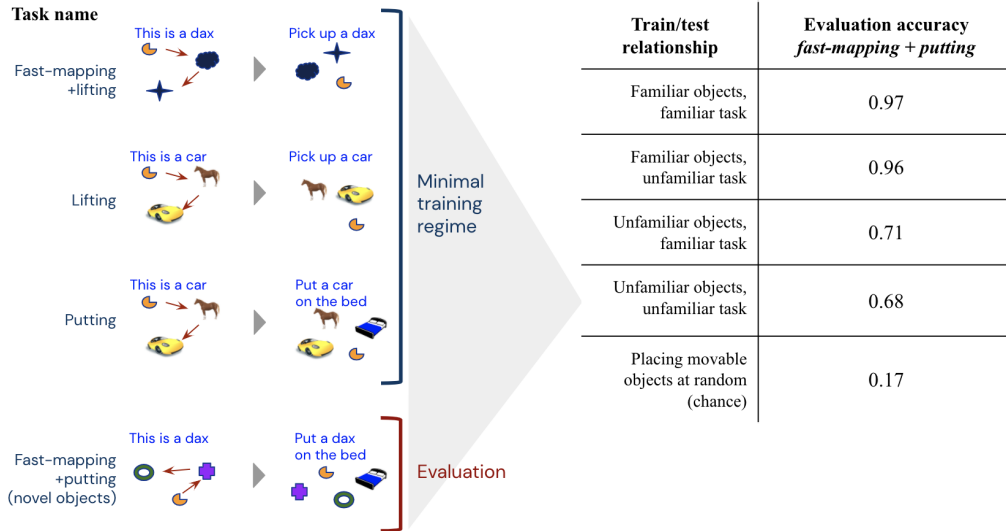 Task name
This is a dax
Pick up a dax
Fast-mapping
+lifting
This is a car
Pick up a car
Lifting
This is a car
Put a car
on the bed
Putting
Minimal
training
regime
This is a dax
Put a dax
on the bed
Fast-mapping
+putting
(novel objects)
Evaluation
Train/test
relationship
Evaluation accuracy
fast-mapping + putting
Familiar objects,
familiar task
0.97
Familiar objects,
unfamiliar task
0.96
Unfamiliar objects,
familiar task
0.71
Unfamiliar objects,
unfamiliar task
0.68
Placing movable
objects at random
(chance)
0.17